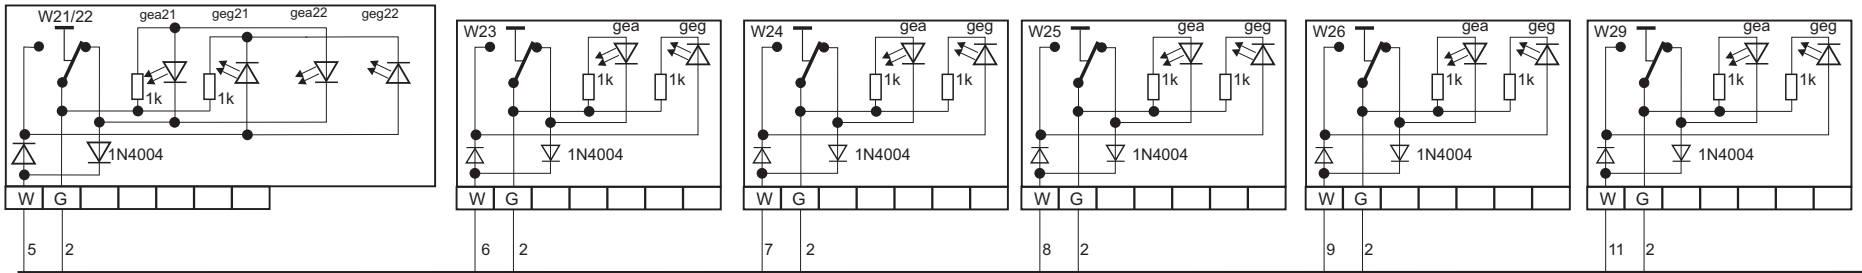 W21/22 gea21 geg21 gea22 geg22
1k 1k
1N4004
W G
5 2
W23 gea geg
1k 1k
1N4004
W G
6 2
W24 gea geg
1k 1k
1N4004
W G
7 2
W25 gea geg
1k 1k
1N4004
W G
8 2
W26 gea geg
1k 1k
1N4004
W G
9 2
W29 gea geg
1k 1k
1N4004
W G
11 2